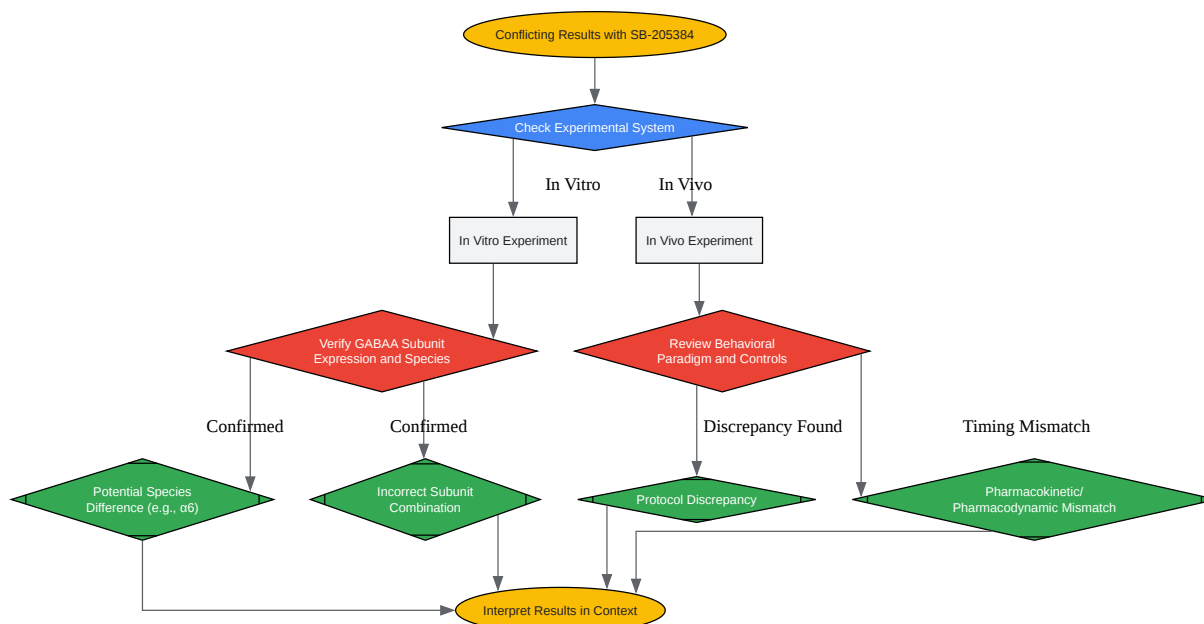 Conflicting Results with SB-205384
Check Experimental System
In Vitro
In Vivo
In Vitro Experiment
In Vivo Experiment
Verify GABAA Subunit
Expression and Species
Review Behavioral
Paradigm and Controls
Confirmed
Confirmed
Discrepancy Found
Timing Mismatch
Potential Species
Difference (e.g., α6)
Incorrect Subunit
Combination
Protocol Discrepancy
Pharmacokinetic/
Pharmacodynamic Mismatch
Interpret Results in Context